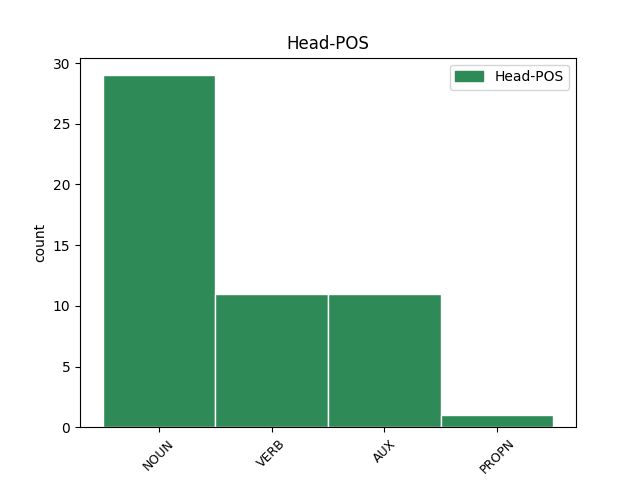 Head-POS
Head-POS
count
30
25
20
15
10
5
0
NOUN
VERB
AUX
PROPN